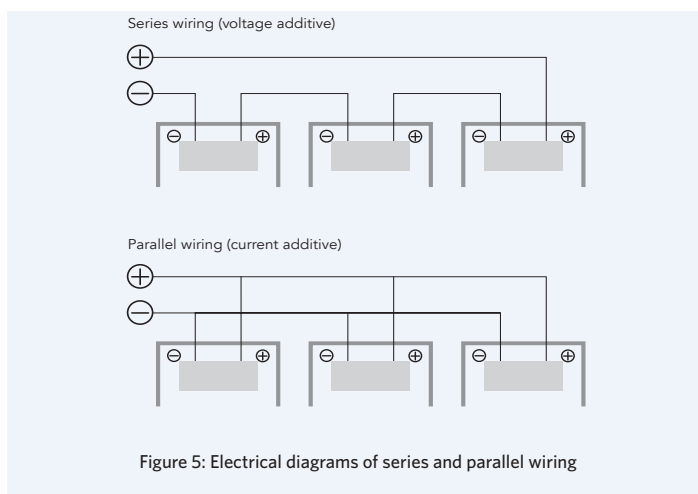 Series wiring (voltage additive)
Parallel wiring (current additive)
Figure 5: Electrical diagrams of series and parallel wiring